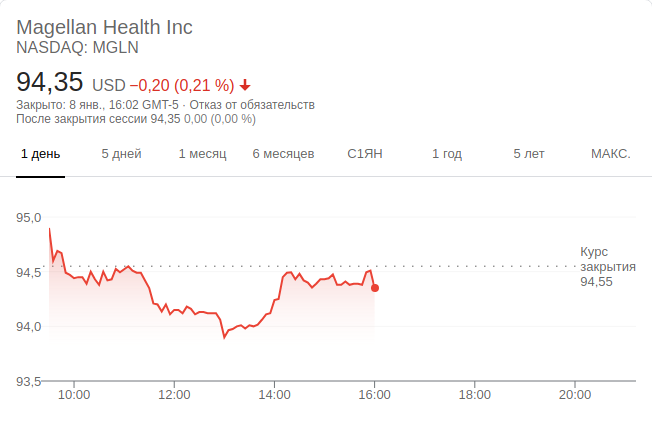 Magellan Health Inc
NASDAQ: MGLN
94,35 USD −0,20 (0,21 %)
Закрыто: 8 янв., 16:02 GMT-5 · Отказ от обязательств
После закрытия сессии 94,35 0,00 (0,00 %)
1 день 5 дней 1 месяц 6 месяцев С1ЯН 1 год 5 лет МАКС.
95,0
94,5
94,0
93,5
Курс
закрытия
94,55
10:00 12:00 14:00 16:00 18:00 20:00